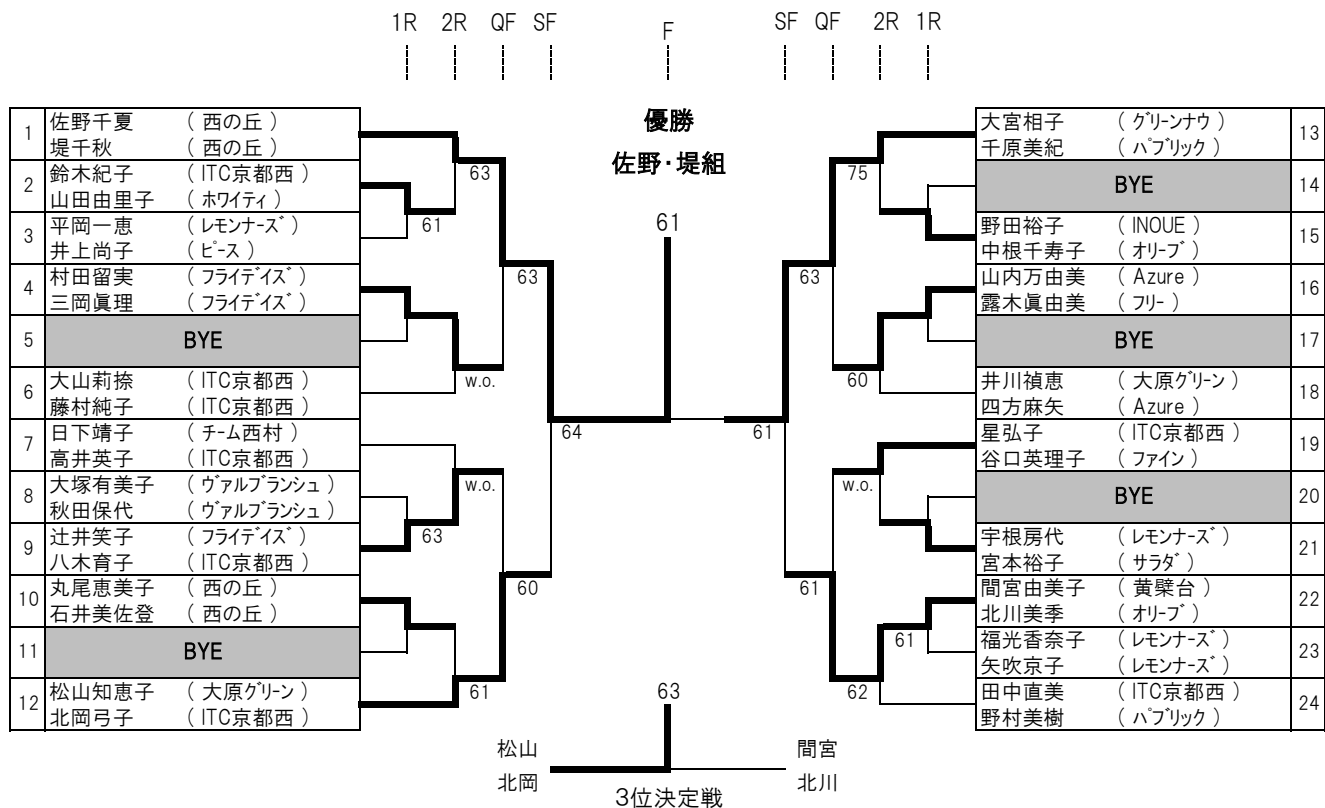 1R 2R QF SF F SF QF 2R 1R
優勝
佐野・堤組
1 佐野千夏 ( 西の丘 )
堤千秋 ( 西の丘 )
2 鈴木紀子 ( ITC京都西 )
山田由里子 ( ホワイティ )
3 平岡一恵 ( レモンナーズ )
井上尚子 ( ピース )
4 村田留実 ( フライデイズ )
三岡眞理 ( フライデイズ )
5 BYE
6 大山莉捺 ( ITC京都西 )
藤村純子 ( ITC京都西 )
7 日下靖子 ( チーム西村 )
高井英子 ( ITC京都西 )
8 大塚有美子 ( ヴァルブランシュ )
秋田保代 ( ヴァルブランシュ )
9 辻井笑子 ( フライデイズ )
八木育子 ( ITC京都西 )
10 丸尾恵美子 ( 西の丘 )
石井美佐登 ( 西の丘 )
11 BYE
12 松山知恵子 ( 大原グリーン )
北岡弓子 ( ITC京都西 )
63
61
63
w.o.
64
w.o.
63
60
61
61
75
63
60
61
w.o.
61
61
62
大宮相子 ( グリーンナウ ) 13
千原美紀 ( パブリック )
BYE 14
野田裕子 ( INOUE ) 15
中根千寿子 ( オリーブ )
山内万由美 ( Azure ) 16
露木眞由美 ( フリー )
BYE 17
井川禎恵 ( 大原グリーン ) 18
四方麻矢 ( Azure )
星弘子 ( ITC京都西 ) 19
谷口英理子 ( ファイン )
BYE 20
宇根房代 ( レモンナーズ ) 21
宮本裕子 ( サラダ )
間宮由美子 ( 黄檗台 ) 22
北川美季 ( オリーブ )
福光香奈子 ( レモンナーズ ) 23
矢吹京子 ( レモンナーズ )
田中直美 ( ITC京都西 ) 24
野村美樹 ( パブリック )
63
松山 間宮
北岡 北川
3位決定戦